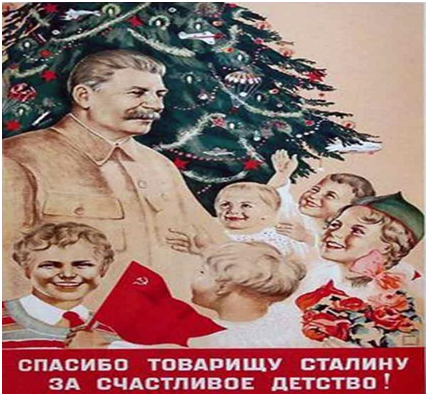 СПАСИБО ТОВАРИЩУ СТАЛИНУ
ЗА СЧАСТЛИВОЕ ДЕТСТВО!